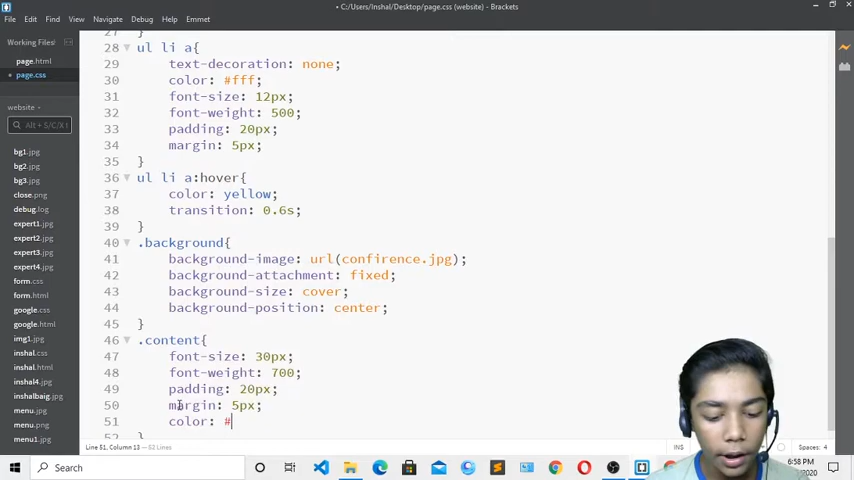 • C:/Users/Inshal/Desktop/page.css (website) - Brackets
File Edit Find View Navigate Debug Help Emmet
Working Files
page.html
• page.css
website
Alt + S/C/X
bg1.jpg
bg2.jpg
bg3.jpg
close.png
debug.log
expert1.jpg
expert2.jpg
expert3.jpg
expert4.jpg
form.css
form.html
google.css
google.html
img1.jpg
inshal.css
inshal.html
inshal4.jpg
inshalbaig.jpg
menu.jpg
menu1.jpg
27 }
28 ul li a{
29 text-decoration: none;
30 color: #fff;
31 font-size: 12px;
32 font-weight: 500;
33 padding: 20px;
34 margin: 5px;
35 }
36 ul li a:hover{
37 color: yellow;
38 transition: 0.6s;
39 }
40 .background{
41 background-image: url(confirence.jpg);
42 background-attachment: fixed;
43 background-size: cover;
44 background-position: center;
45 }
46 .content{
47 font-size: 30px;
48 font-weight: 700;
49 padding: 20px;
50 margin: 5px;
51 color: #
52 }
Line 51, Column 13 — 52 Lines
INS
Spaces: 4
Search
6:58 PM